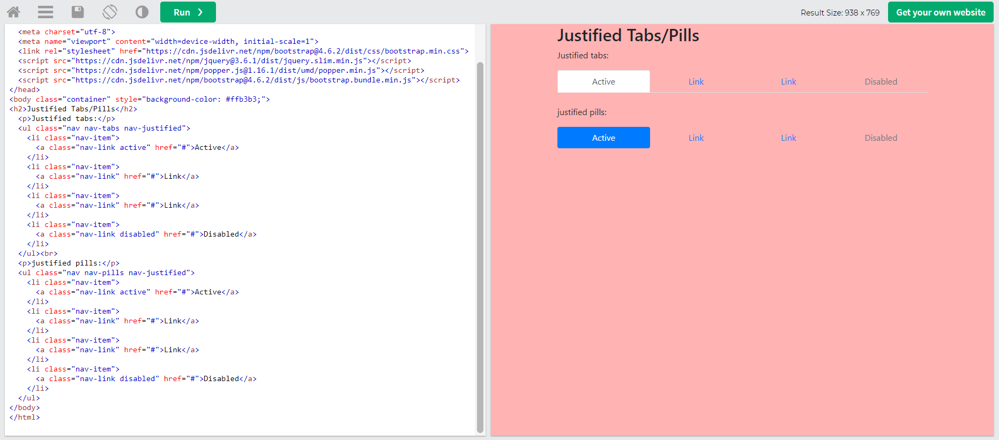 Run ❯
Result Size: 938 x 769
Get your own website
<meta charset="utf-8">
<meta name="viewport" content="width=device-width, initial-scale=1">
<link rel="stylesheet" href="https://cdn.jsdelivr.net/npm/bootstrap@4.6.2/dist/css/bootstrap.min.css">
<script src="https://cdn.jsdelivr.net/npm/jquery@3.6.1/dist/jquery.slim.min.js"></script>
<script src="https://cdn.jsdelivr.net/npm/popper.js@1.16.1/dist/umd/popper.min.js"></script>
<script src="https://cdn.jsdelivr.net/npm/bootstrap@4.6.2/dist/js/bootstrap.bundle.min.js"></script>
</head>
<body class="container" style="background-color: #ffb3b3;">
<h2>Justified Tabs/Pills</h2>
<p>Justified tabs:</p>
<ul class="nav nav-tabs nav-justified">
<li class="nav-item">
<a class="nav-link active" href="#">Active</a>
</li>
<li class="nav-item">
<a class="nav-link" href="#">Link</a>
</li>
<li class="nav-item">
<a class="nav-link" href="#">Link</a>
</li>
<li class="nav-item">
<a class="nav-link disabled" href="#">Disabled</a>
</li>
</ul><br>
<p>justified pills:</p>
<ul class="nav nav-pills nav-justified">
<li class="nav-item">
<a class="nav-link active" href="#">Active</a>
</li>
<li class="nav-item">
<a class="nav-link" href="#">Link</a>
</li>
<li class="nav-item">
<a class="nav-link" href="#">Link</a>
</li>
<li class="nav-item">
<a class="nav-link disabled" href="#">Disabled</a>
</li>
</ul>
</body>
</html>
Justified Tabs/Pills
Justified tabs:
Active Link Link Disabled
justified pills:
Active Link Link Disabled